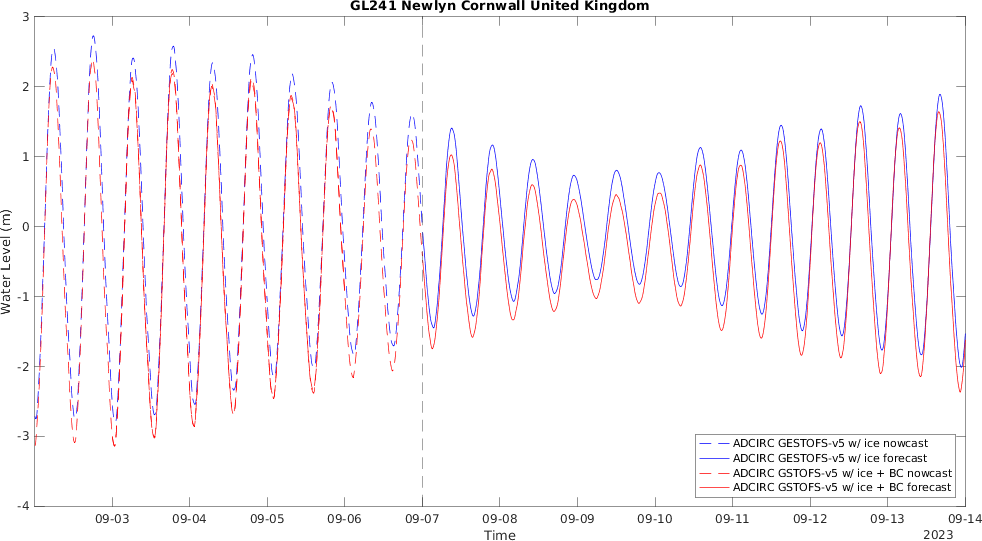 GL241 Newlyn Cornwall United Kingdom
3
2
1
0
-1
-2
-3
-4
Water Level (m)
ADCIRC GESTOFS-v5 w/ ice nowcast
ADCIRC GESTOFS-v5 w/ ice forecast
ADCIRC GSTOFS-v5 w/ ice + BC nowcast
ADCIRC GSTOFS-v5 w/ ice + BC forecast
09-03 09-04 09-05 09-06 09-07 09-08 09-09 09-10 09-11 09-12 09-13 09-14
Time
2023